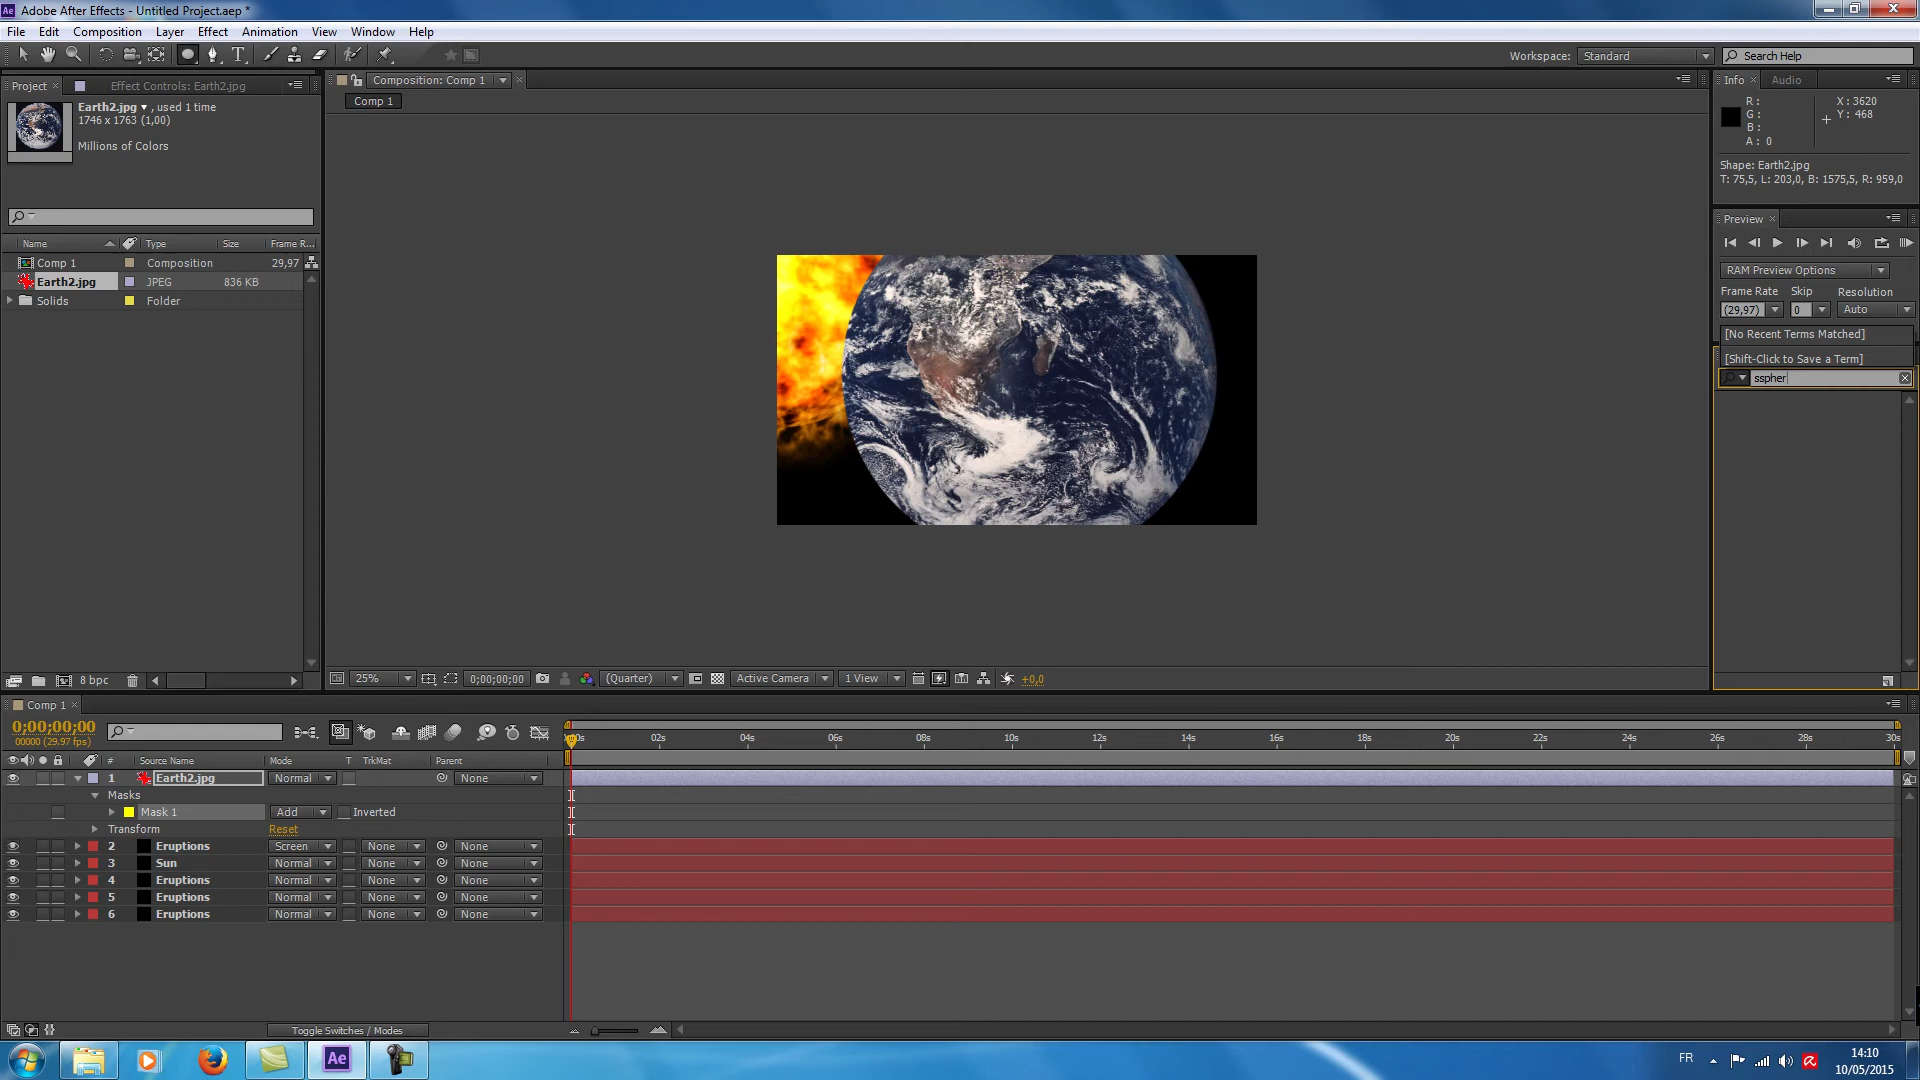 Adobe After Effects - Untitled Project.aep *
File Edit Composition Layer Effect Animation View Window Help
Workspace: Standard Search Help
Project Effect Controls: Earth2.jpg
Composition: Comp 1
Info Audio
Comp 1
Earth2.jpg , used 1 time
1746 x 1763 (1,00)
Millions of Colors
R :
G :
B :
A : 0
X : 3620
Y : 468
Shape: Earth2.jpg
T: 75,5, L: 203,0, B: 1575,5, R: 959,0
Preview
Name Type Size Frame R...
Comp 1 Composition 29,97
Earth2.jpg JPEG 836 KB
Solids Folder
RAM Preview Options
Frame Rate Skip Resolution
(29,97) 0 Auto
[No Recent Terms Matched]
[Shift-Click to Save a Term]
sspher
8 bpc
25% 0;00;00;00 (Quarter) Active Camera 1 View +0,0
Comp 1
0;00;00;00
00000 (29.97 fps)
02s 04s 06s 08s 10s 12s 14s 16s 18s 20s 22s 24s 26s 28s 30s
# Source Name Mode T TrkMat Parent
1 Earth2.jpg Normal None
Masks
Mask 1 Add Inverted
Transform Reset
2 Eruptions Screen None None
3 Sun Normal None None
4 Eruptions Normal None None
5 Eruptions Normal None None
6 Eruptions Normal None None
Toggle Switches / Modes
Ae
FR
14:10
10/05/2015